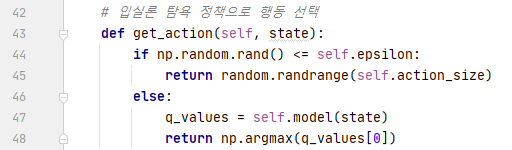 42 # 입실론 탐욕 정책으로 행동 선택
43 def get_action(self, state):
44 if np.random.rand() <= self.epsilon:
45 return random.randrange(self.action_size)
46 else:
47 q_values = self.model(state)
48 return np.argmax(q_values[0])